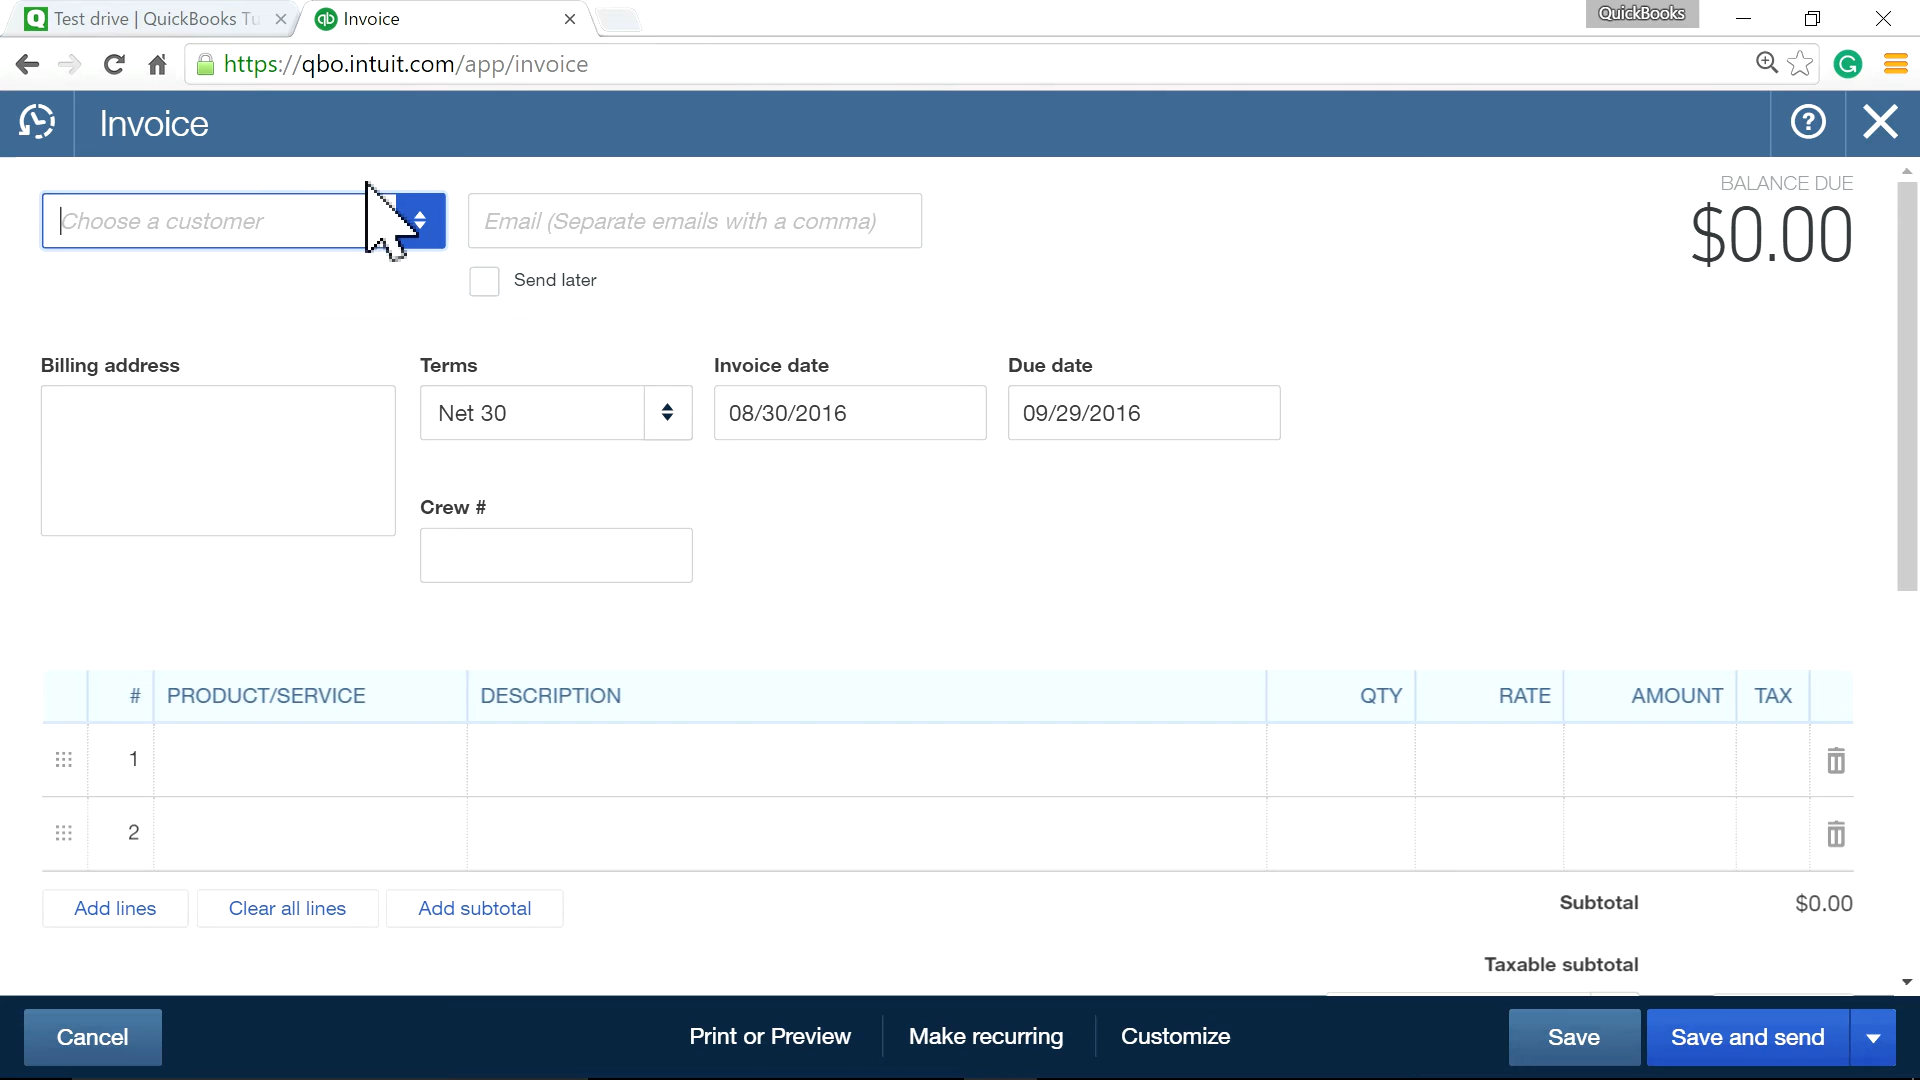 Test drive | QuickBooks Tu
Invoice
QuickBooks
https://qbo.intuit.com/app/invoice
Invoice
Choose a customer
Email (Separate emails with a comma)
BALANCE DUE
$0.00
Send later
Billing address
Terms
Invoice date
Due date
Net 30
08/30/2016
09/29/2016
Crew #
# PRODUCT/SERVICE DESCRIPTION QTY RATE AMOUNT TAX
1
2
Add lines
Clear all lines
Add subtotal
Subtotal $0.00
Taxable subtotal
Cancel
Print or Preview
Make recurring
Customize
Save
Save and send